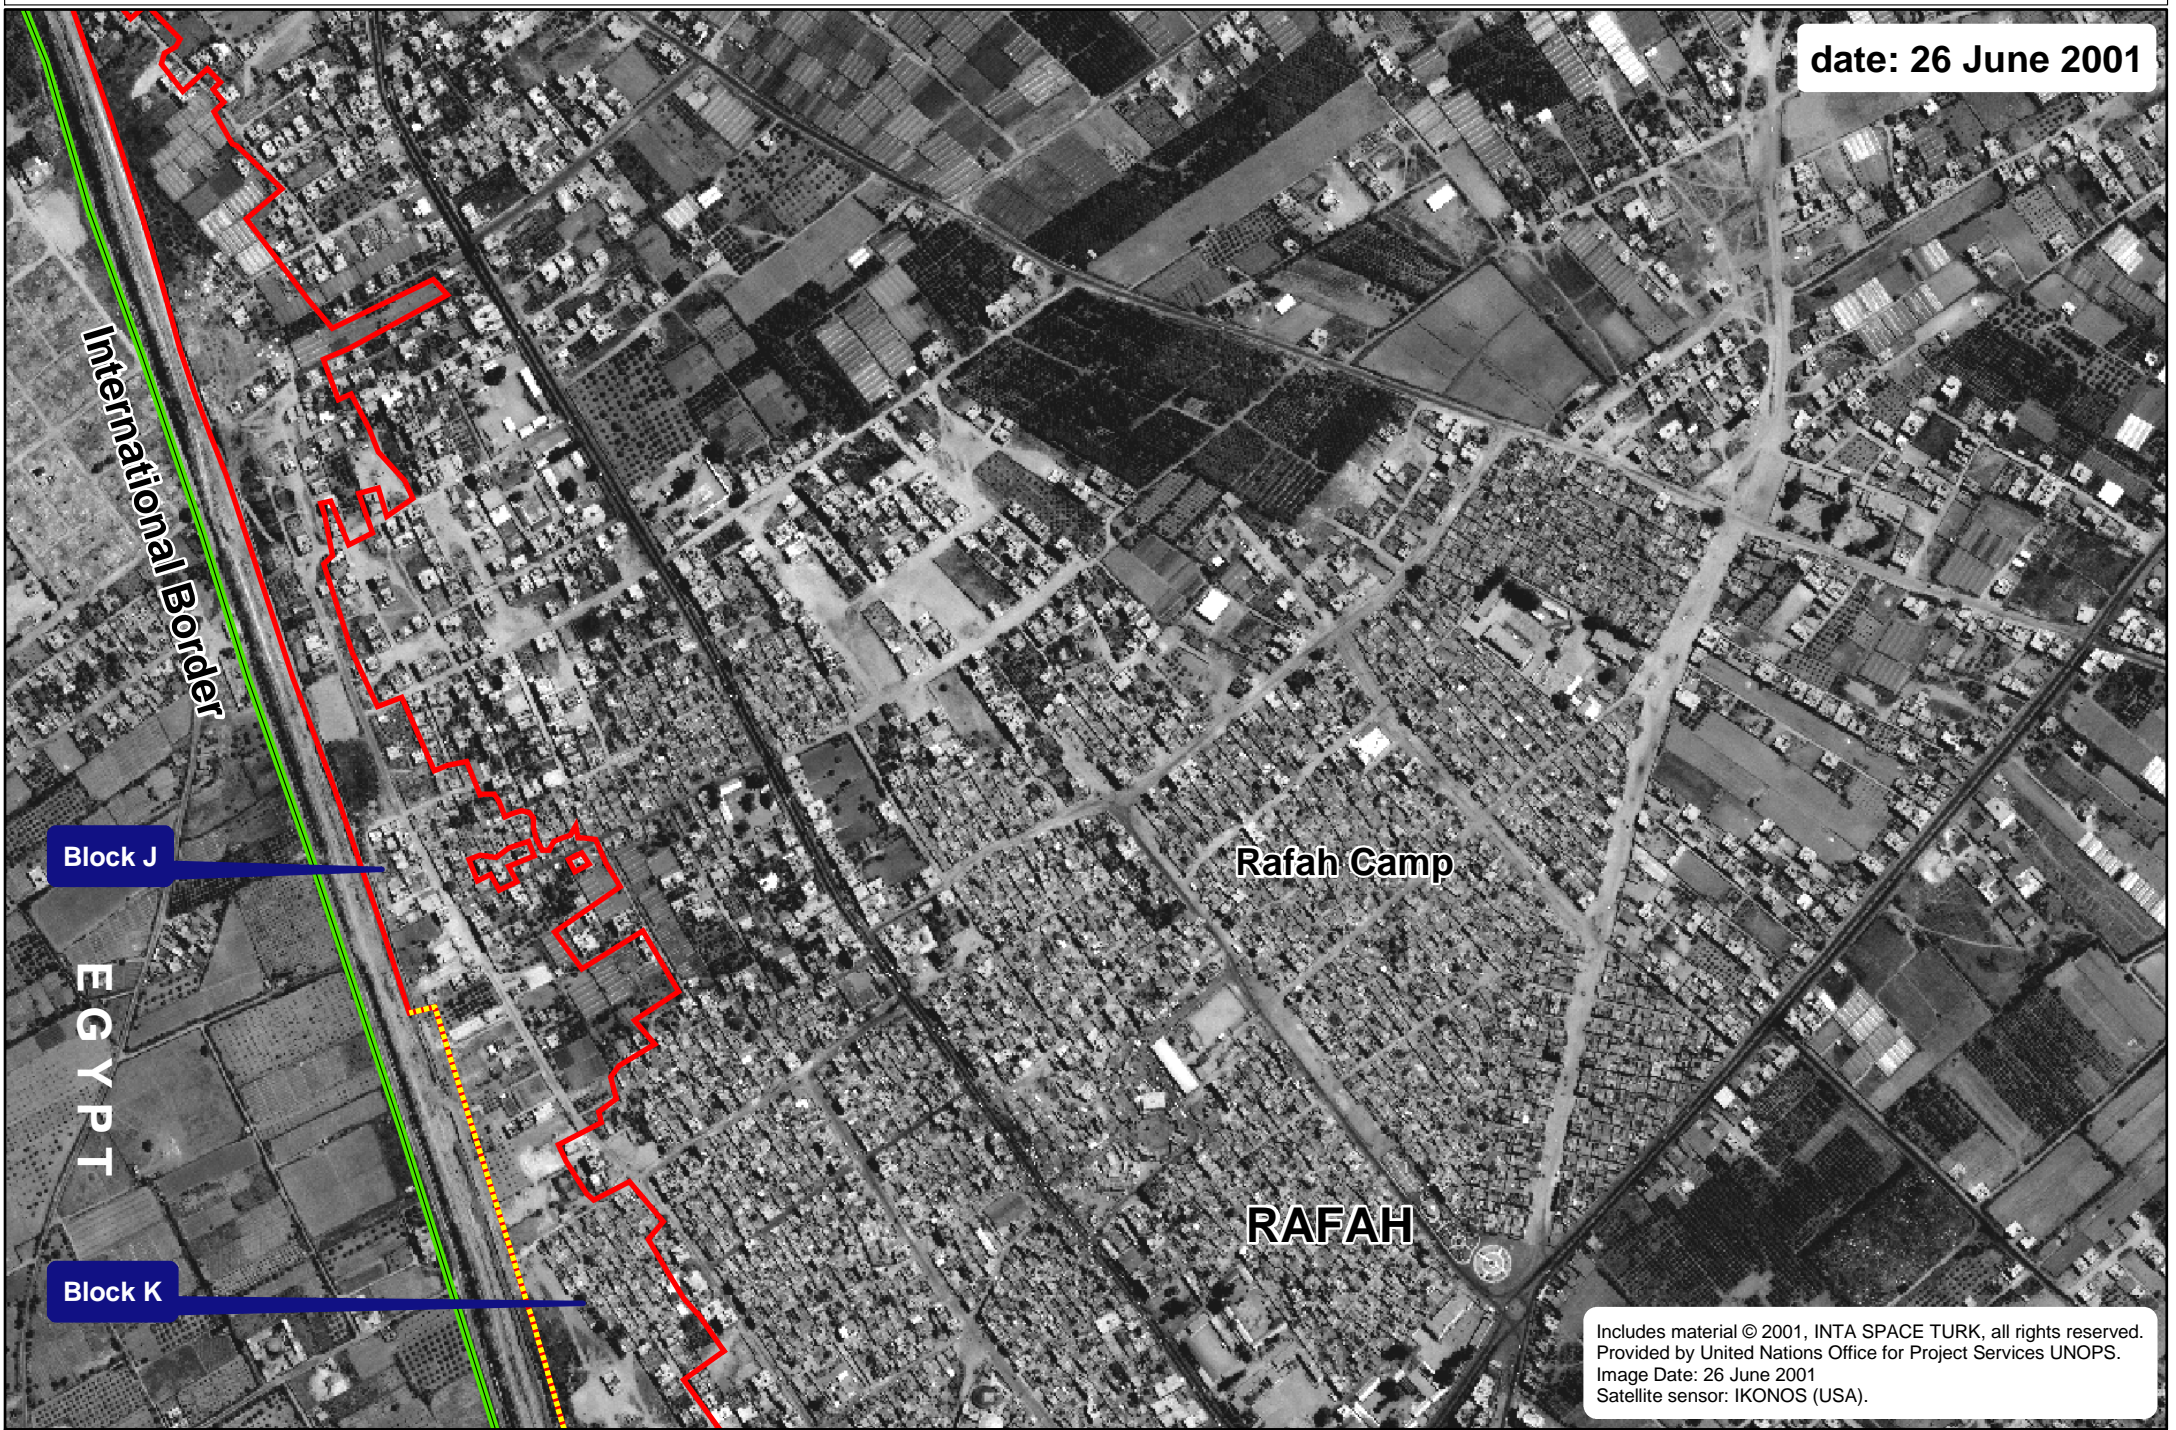 date: 26 June 2001
International Border
Block J
Rafah Camp
EGYPT
RAFAH
Block K
Includes material © 2001, INTA SPACE TURK, all rights reserved.
Provided by United Nations Office for Project Services UNOPS.
Image Date: 26 June 2001
Satellite sensor: IKONOS (USA).